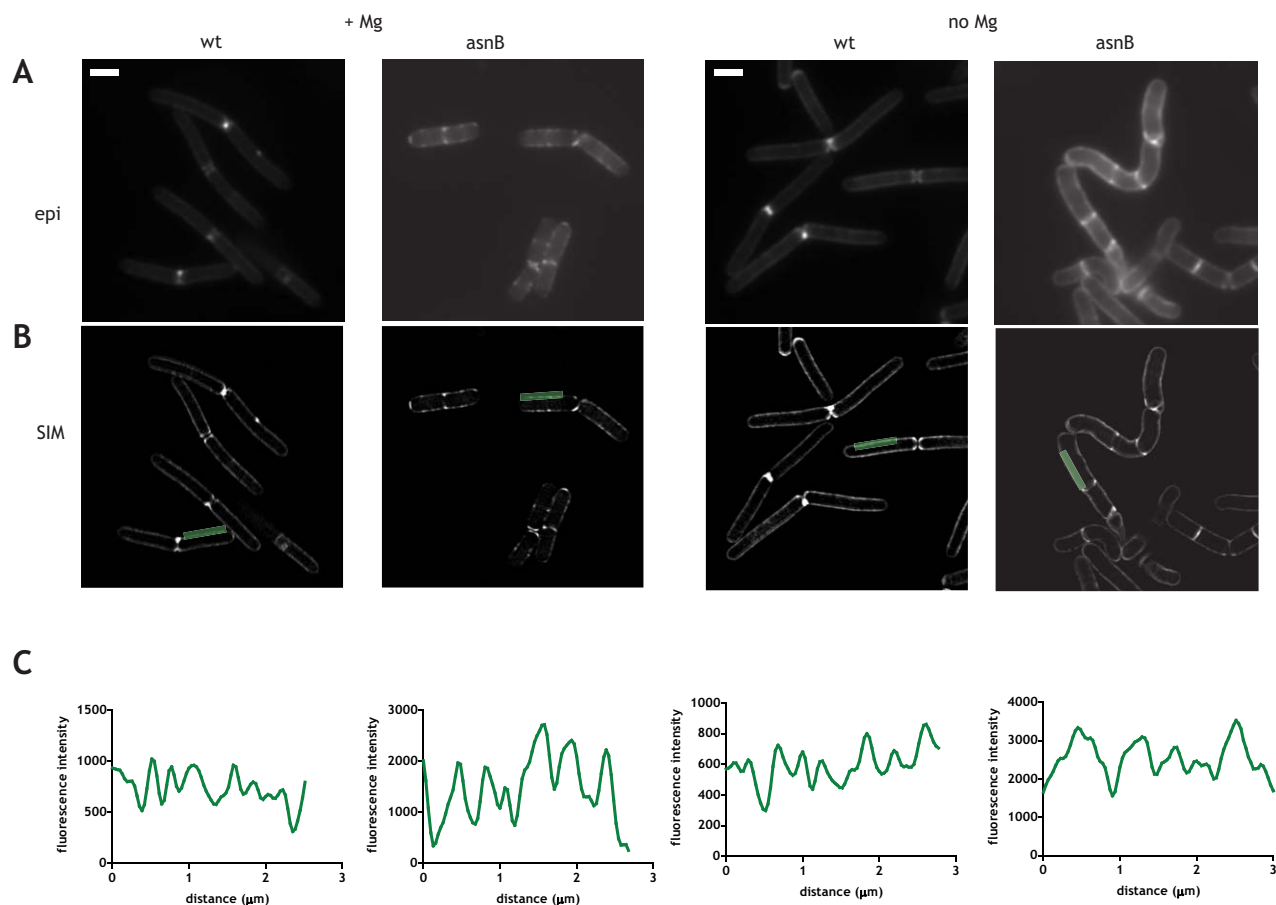 + Mg no Mg
wt asnB wt asnB
A
epi
B
SIM
C
1500 1000 500 0
fluorescence intensity
0 1 2 3
distance (µm)
3000 2000 1000 0
fluorescence intensity
0 1 2 3
distance (µm)
1000 800 600 400 200 0
fluorescence intensity
0 1 2 3
distance (µm)
4000 3000 2000 1000 0
fluorescence intensity
0 1 2 3
distance (µm)